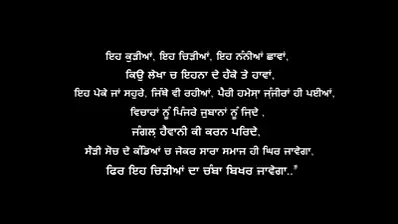 ਇਹ ਕੁੜੀਆਂ, ਇਹ ਚਿੜੀਆਂ, ਇਹ ਨੰਨੀਆਂ ਛਾਵਾਂ,
ਕਿਉ ਲੇਖਾ ਚ ਇਹਨਾ ਦੇ ਹੌਕੇ ਤੇ ਹਾਵਾਂ,
ਇਹ ਪੇਕੇ ਜਾਂ ਸਹੁਰੇ, ਜਿੱਥੇ ਵੀ ਰਹੀਆਂ, ਪੈਰੀ ਹਮੇਸ਼ਾ ਜੰਜੀਰਾਂ ਹੀ ਪਈਆਂ,
ਵਿਚਾਰਾਂ ਨੂੰ ਪਿੰਜਰੇ ਜੁਬਾਨਾਂ ਨੂੰ ਜਿੰਦੇ ,
ਜੰਗਲ਼ ਹੈਵਾਨੀ ਕੀ ਕਰਨ ਪਰਿੰਦੇ,
ਸੌੜੀ ਸੋਚ ਦੇ ਕੰਡਿਆਂ ਚ ਜੇਕਰ ਸਾਰਾ ਸਮਾਜ ਹੀ ਘਿਰ ਜਾਵੇਗਾ,
ਫਿਰ ਇਹ ਚਿੜੀਆਂ ਦਾ ਚੰਬਾ ਬਿਖਰ ਜਾਵੇਗਾ..*